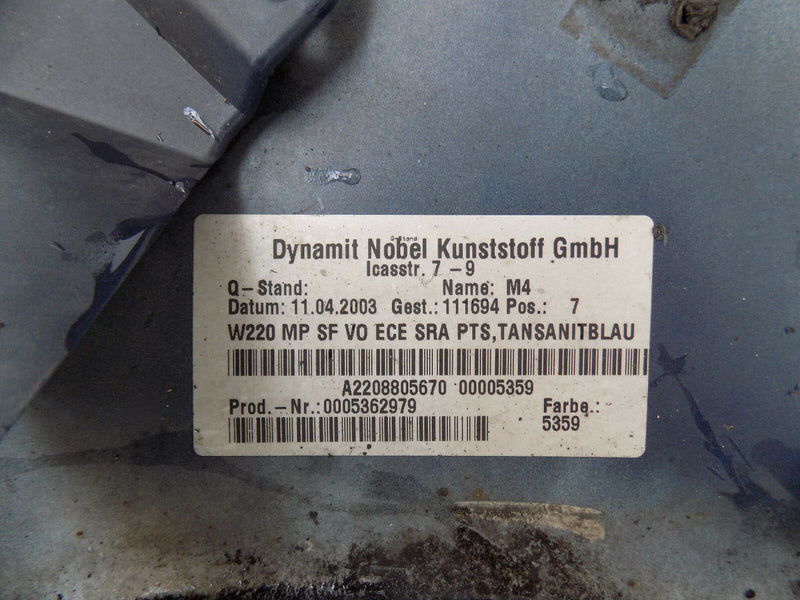 Q-Stand:
Dynamit Nobel Kunststoff GmbH
Icasstr. 7 - 9
Q-Stand: Name: M4
Datum: 11.04.2003 Gest.: 111694 Pos.: 7
W220 MP SF VO ECE SRA PTS,TANSANITBLAU
A2208805670 00005359
Prod.-Nr.:0005362979 Farbe.:
5359